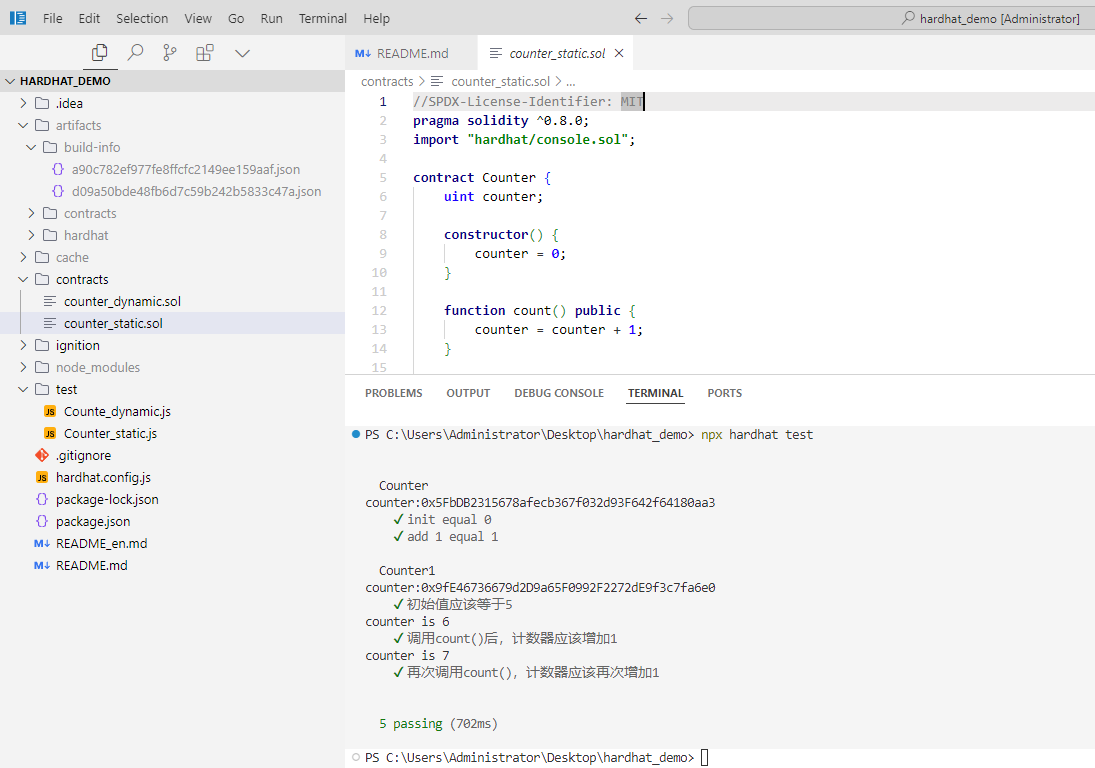 File Edit Selection View Go Run Terminal Help
hardhat_demo [Administrator]
HARDHAT_DEMO
.idea
artifacts
build-info
a90c782ef977fe8ffcfc2149ee159aaf.json
d09a50bde48fb6d7c59b242b5833c47a.json
contracts
hardhat
cache
contracts
counter_dynamic.sol
counter_static.sol
ignition
node_modules
test
JS Counte_dynamic.js
JS Counter_static.js
.gitignore
JS hardhat.config.js
{} package-lock.json
{} package.json
M↓ README_en.md
M↓ README.md
M↓ README.md counter_static.sol
contracts > counter_static.sol > ...
1 //SPDX-License-Identifier: MIT
2 pragma solidity ^0.8.0;
3 import "hardhat/console.sol";
4
5 contract Counter {
6 uint counter;
7
8 constructor() {
9 counter = 0;
10 }
11
12 function count() public {
13 counter = counter + 1;
14 }
15
PROBLEMS OUTPUT DEBUG CONSOLE TERMINAL PORTS
PS C:\Users\Administrator\Desktop\hardhat_demo> npx hardhat test
Counter
counter:0x5FbDB2315678afecb367f032d93F642f64180aa3
✓ init equal 0
✓ add 1 equal 1
Counter1
counter:0x9fE46736679d2D9a65F0992F2272dE9f3c7fa6e0
✓ 初始值应该等于5
counter is 6
✓ 调用count()后，计数器应该增加1
counter is 7
✓ 再次调用count()，计数器应该再次增加1
5 passing (702ms)
PS C:\Users\Administrator\Desktop\hardhat_demo>